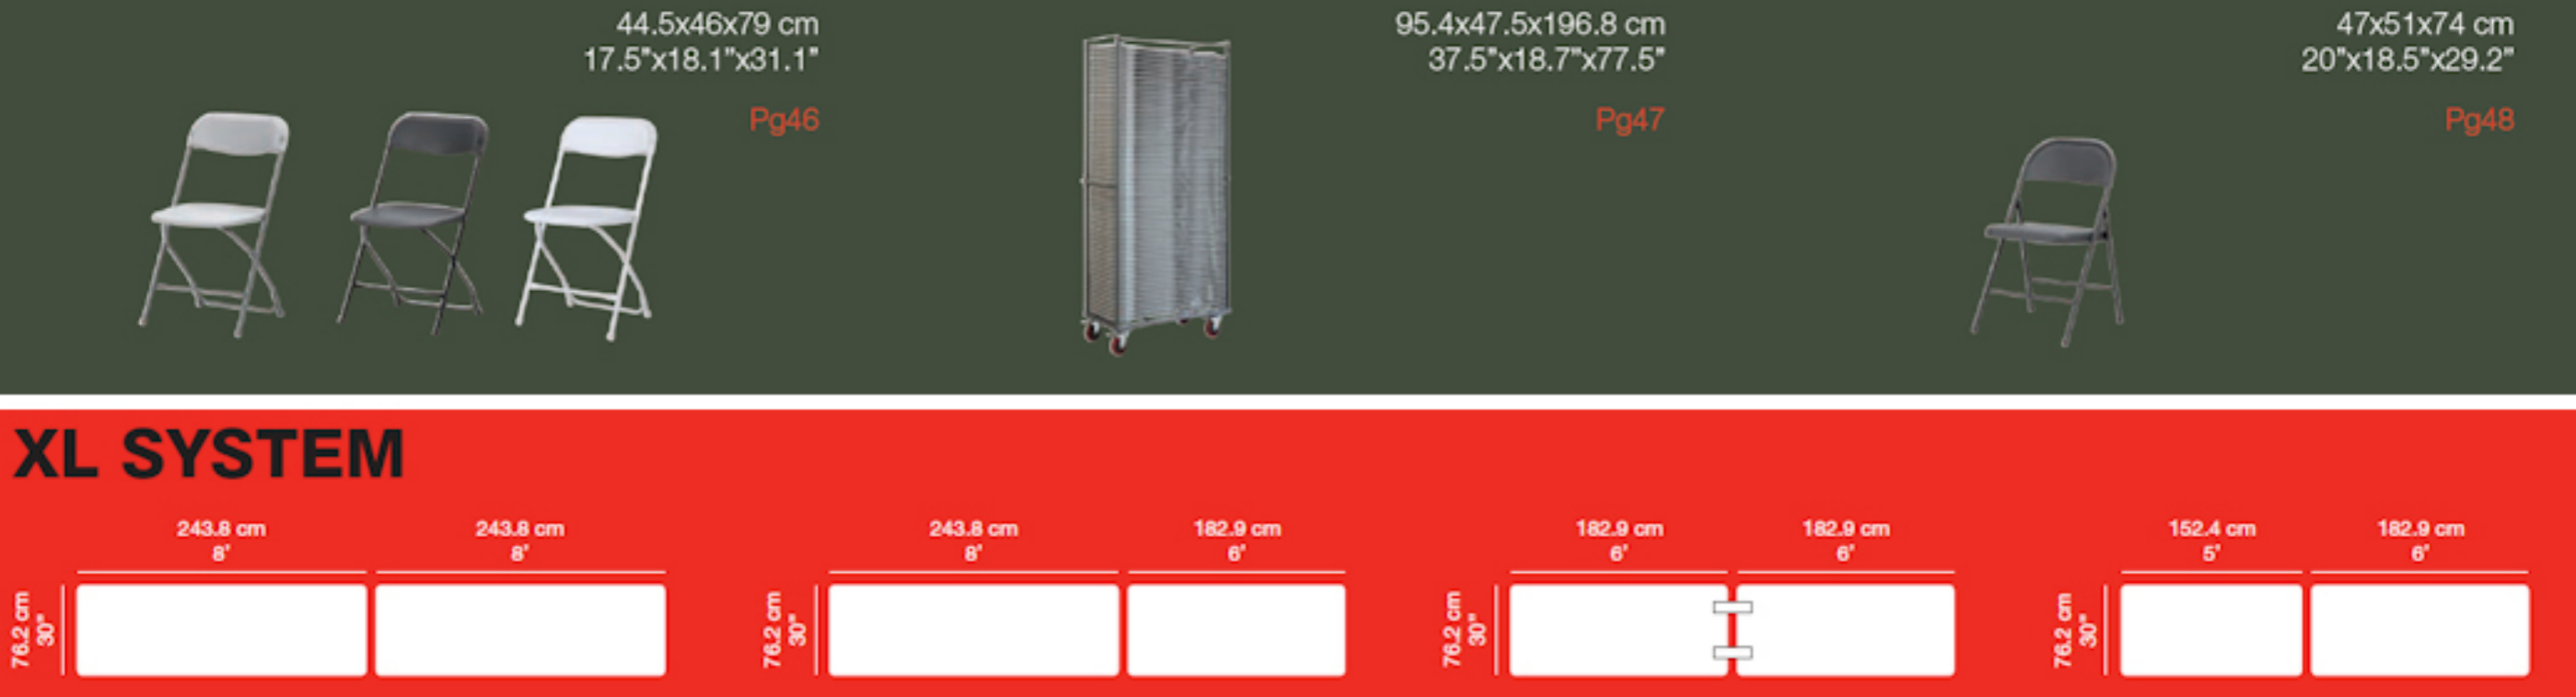 44.5x46x79 cm
17.5"x18.1"x31.1"
Pg46
95.4x47.5x196.8 cm
37.5"x18.7"x77.5"
Pg47
47x51x74 cm
20"x18.5"x29.2"
Pg48
XL SYSTEM
243.8 cm
8'
243.8 cm
8'
76.2 cm
30"
243.8 cm
8'
182.9 cm
6'
76.2 cm
30"
182.9 cm
6'
182.9 cm
6'
76.2 cm
30"
152.4 cm
5'
182.9 cm
6'
76.2 cm
30"